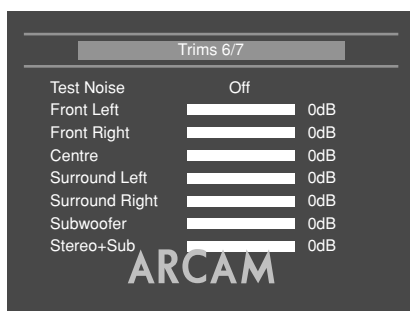 Trims 6/7
Test Noise Off
Front Left 0dB
Front Right 0dB
Centre 0dB
Surround Left 0dB
Surround Right 0dB
Subwoofer 0dB
Stereo+Sub 0dB
ARCAM